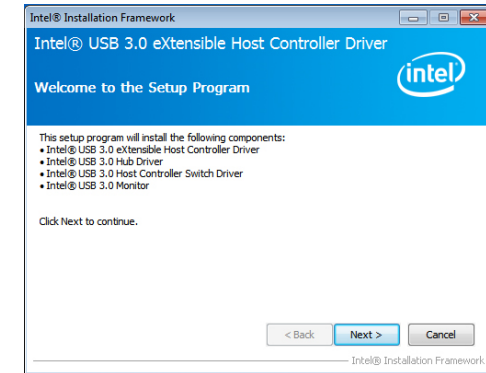 Intel® Installation Framework
Intel® USB 3.0 eXtensible Host Controller Driver
intel
Welcome to the Setup Program
This setup program will install the following components:
• Intel® USB 3.0 eXtensible Host Controller Driver
• Intel® USB 3.0 Hub Driver
• Intel® USB 3.0 Host Controller Switch Driver
• Intel® USB 3.0 Monitor
Click Next to continue.
< Back Next > Cancel
Intel® Installation Framework